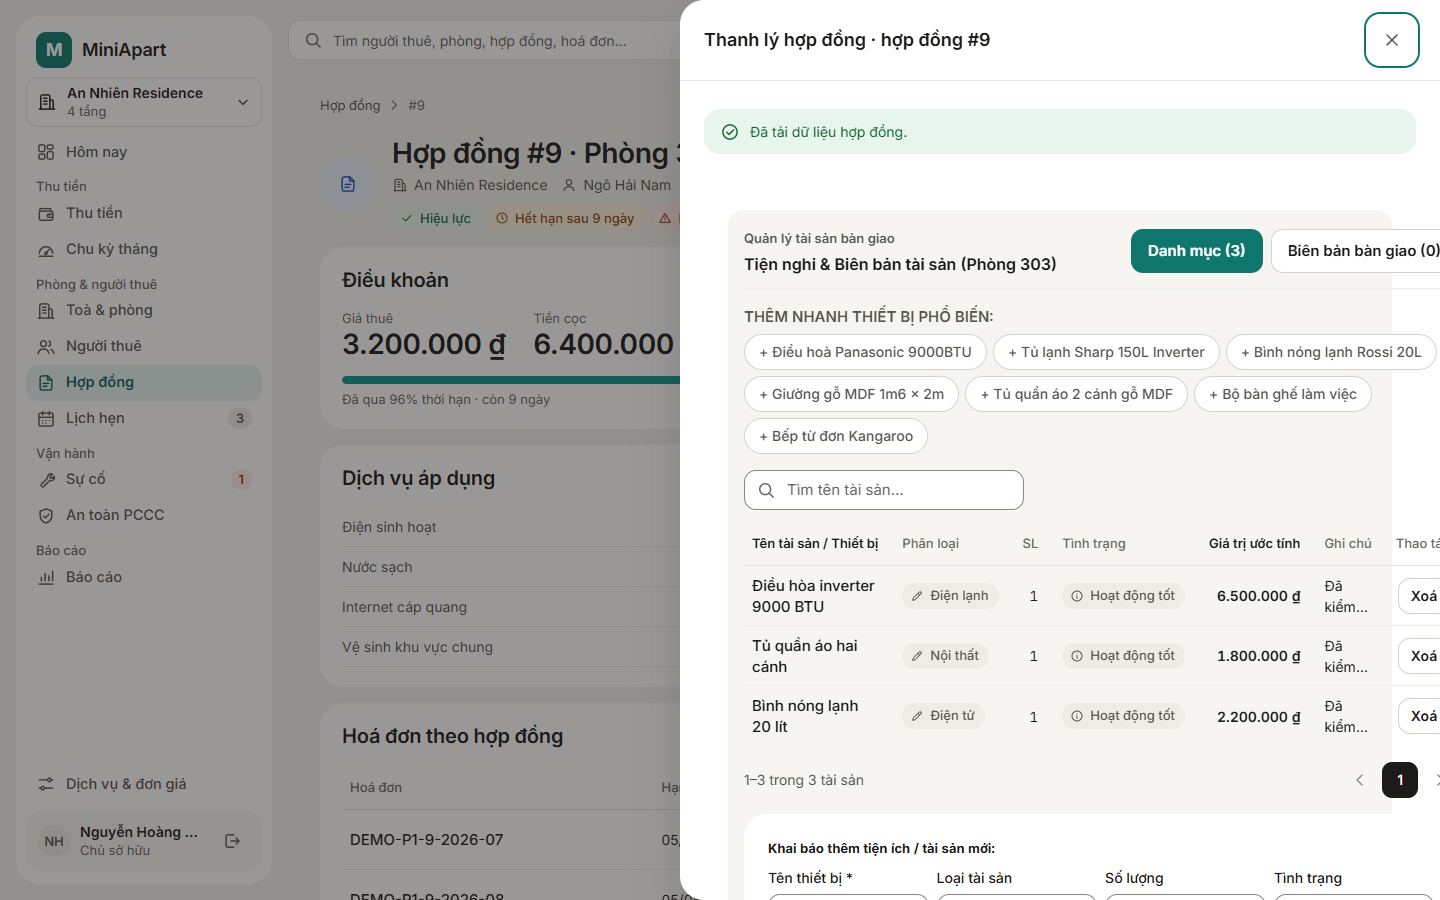 M MiniApart
An Nhiên Residence
4 tầng
Hôm nay
Thu tiền
Thu tiền
Chu kỳ tháng
Phòng & người thuê
Toà & phòng
Người thuê
Hợp đồng
Lịch hẹn 3
Vận hành
Sự cố 1
An toàn PCCC
Báo cáo
Báo cáo
Dịch vụ & đơn giá
NH Nguyễn Hoàng ...
Chủ sở hữu
Tìm người thuê, phòng, hợp đồng, hoá đơn...
Hợp đồng > #9
Hợp đồng #9 · Phòng
An Nhiên Residence Ngô Hải Nam
Hiệu lực Hết hạn sau 9 ngày
Điều khoản
Giá thuê Tiền cọc
3.200.000 ₫ 6.400.000
Đã qua 96% thời hạn · còn 9 ngày
Dịch vụ áp dụng
Điện sinh hoạt
Nước sạch
Internet cáp quang
Vệ sinh khu vực chung
Hoá đơn theo hợp đồng
Hoá đơn
DEMO-P1-9-2026-07 05/
DEMO-P1-9-2026-08
Thanh lý hợp đồng · hợp đồng #9
Đã tải dữ liệu hợp đồng.
Quản lý tài sản bàn giao
Tiện nghi & Biên bản tài sản (Phòng 303)
Danh mục (3) Biên bản bàn giao (0)
THÊM NHANH THIẾT BỊ PHỔ BIẾN:
+ Điều hoà Panasonic 9000BTU + Tủ lạnh Sharp 150L Inverter + Bình nóng lạnh Rossi 20L
+ Giường gỗ MDF 1m6 × 2m + Tủ quần áo 2 cánh gỗ MDF + Bộ bàn ghế làm việc
+ Bếp từ đơn Kangaroo
Tìm tên tài sản...
Tên tài sản / Thiết bị Phân loại SL Tình trạng Giá trị ước tính Ghi chú Thao
Điều hòa inverter 9000 BTU Điện lạnh 1 Hoạt động tốt 6.500.000 ₫ Đã kiểm... Xoá
Tủ quần áo hai cánh Nội thất 1 Hoạt động tốt 1.800.000 ₫ Đã kiểm... Xoá
Bình nóng lạnh 20 lít Điện tử 1 Hoạt động tốt 2.200.000 ₫ Đã kiểm... Xoá
1–3 trong 3 tài sản 1
Khai báo thêm tiện ích / tài sản mới:
Tên thiết bị * Loại tài sản Số lượng Tình trạng